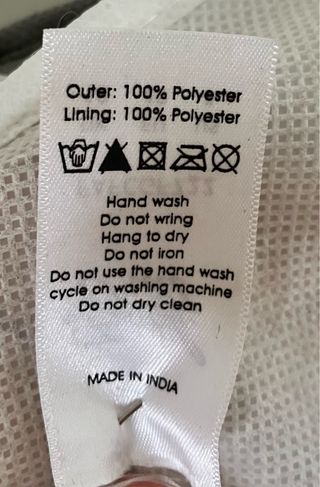 Outer: 100% Polyester
Lining: 100% Polyester
Hand wash
Do not wring
Hang to dry
Do not iron
Do not use the hand wash
cycle on washing machine
Do not dry clean
MADE IN INDIA